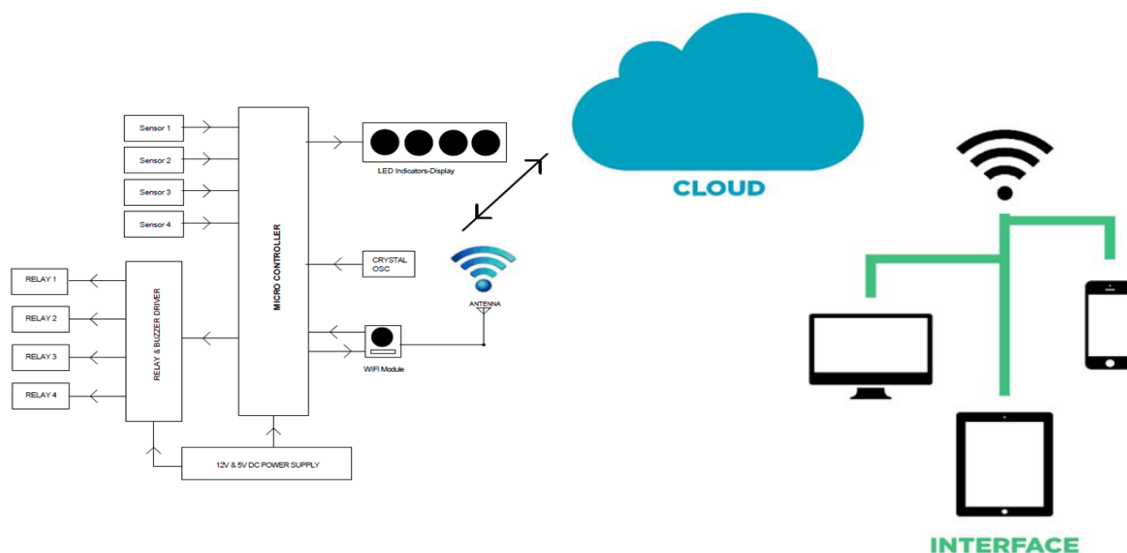 Sensor 1
Sensor 2
Sensor 3
Sensor 4
RELAY 1
RELAY 2
RELAY 3
RELAY 4
RELAY & BUZZER DRIVER
MICRO CONTROLLER
12V & 5V DC POWER SUPPLY
LED Indicators-Display
CRYSTAL
OSC
WIFI Module
ANTENNA
CLOUD
INTERFACE